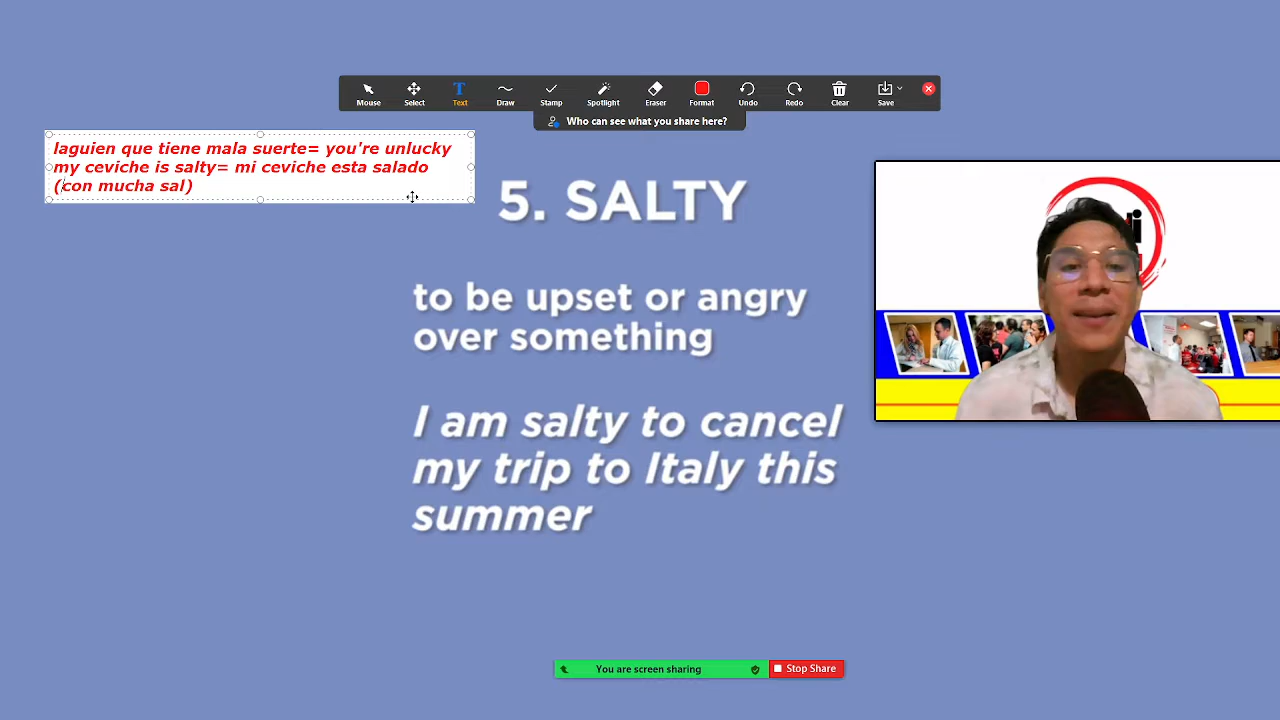 Mouse Select Text Draw Stamp Spotlight Eraser Format Undo Redo Clear Save
Who can see what you share here?
laguien que tiene mala suerte= you're unlucky
my ceviche is salty= mi ceviche esta salado
(con mucha sal)
5. SALTY
to be upset or angry
over something
I am salty to cancel
my trip to Italy this
summer
You are screen sharing
Stop Share